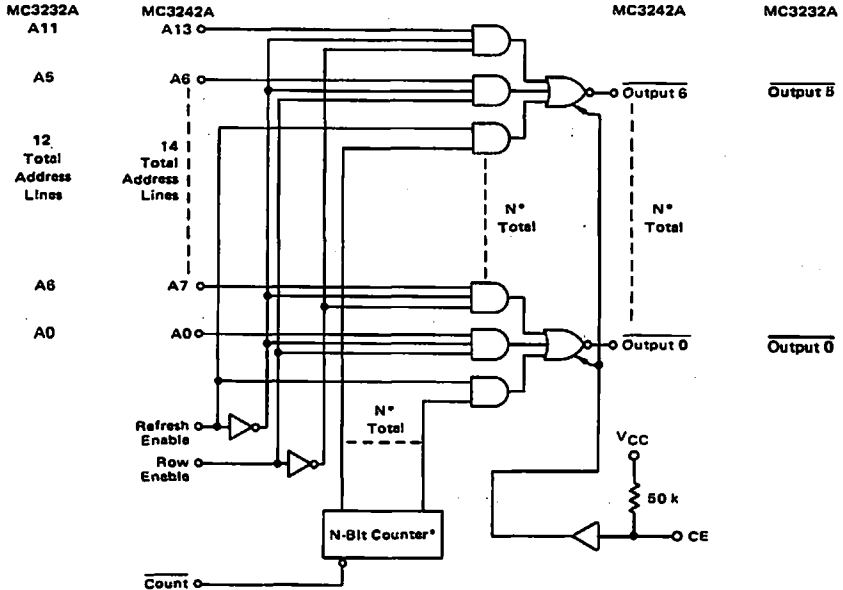 MC3232A MC3242A MC3242A MC3232A
A11 A13
A5 A6 Output 6 Output 5
12 Total Address Lines
14 Total Address Lines
N* Total
N* Total
A6 A7
A0 A0 Output 0 Output 0
N* Total
Refresh Enable
Row Enable
VCC
50 k
N-Bit Counter*
CE
Count